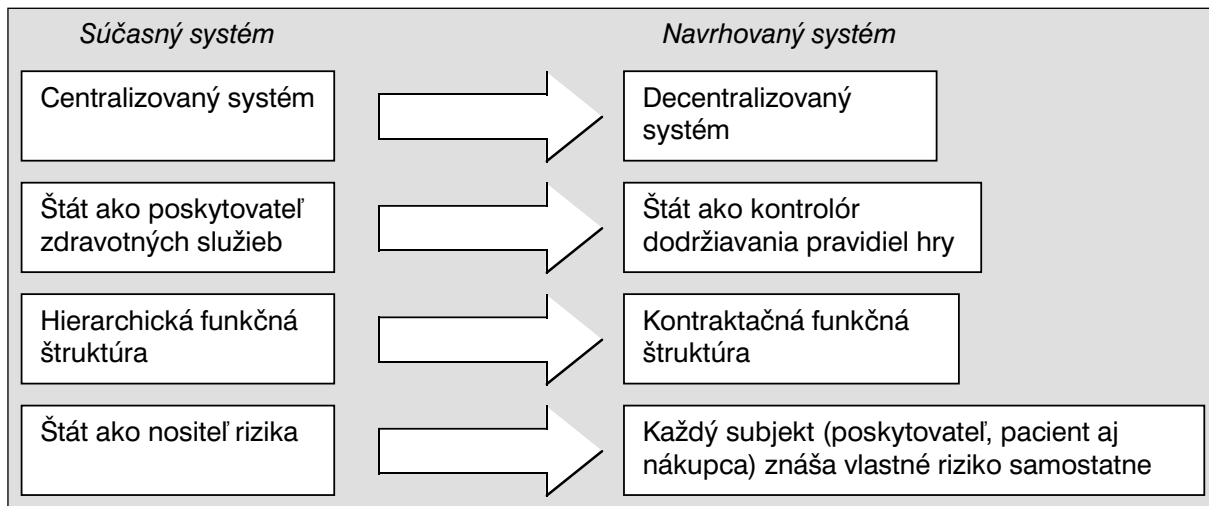 Súčasný systém
Navrhovaný systém
Centralizovaný systém
Decentralizovaný
systém
Štát ako poskytovateľ
zdravotných služieb
Štát ako kontrolór
dodržiavania pravidiel hry
Hierarchická funkčná
štruktúra
Kontraktačná funkčná
štruktúra
Štát ako nositeľ rizika
Každý subjekt (poskytovateľ, pacient aj
nákupca) znáša vlastné riziko samostatne